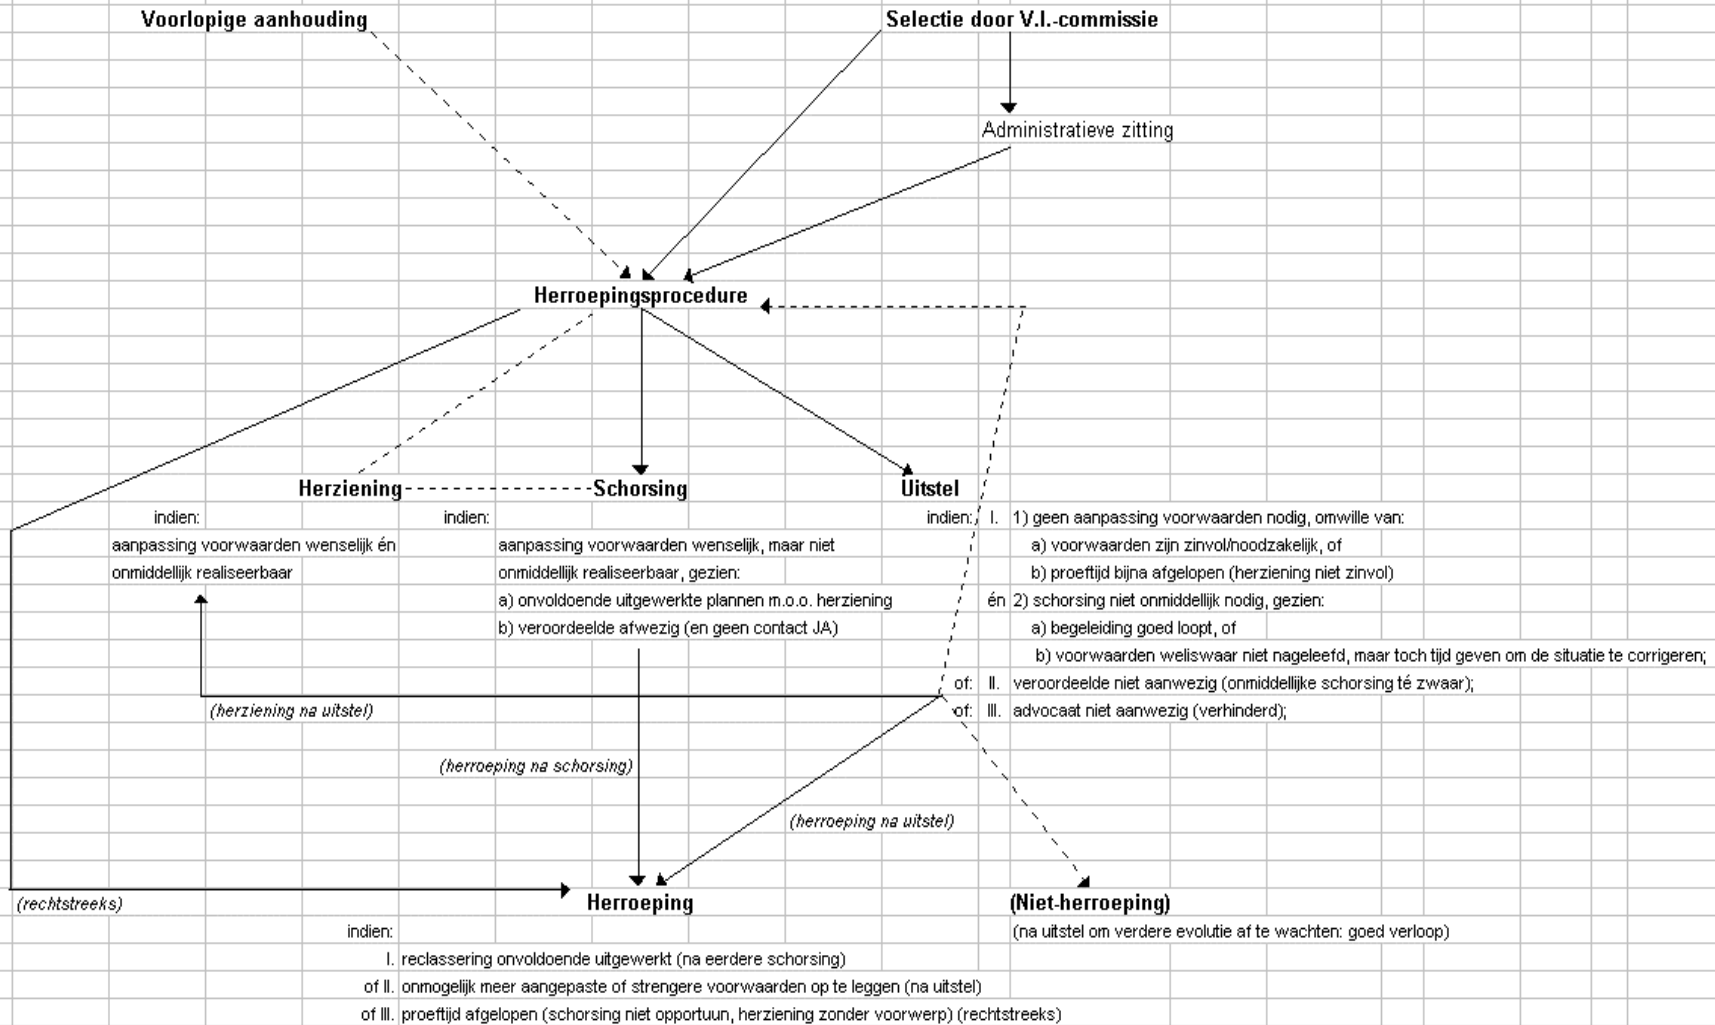 Voorlopige aanhouding
Selectie door V.I.-commissie
Administratieve zitting
Herroepingsprocedure
Herziening
Schorsing
Uitstel
indien:
aanpassing voorwaarden wenselijk én
onmiddellijk realiseerbaar
indien:
aanpassing voorwaarden wenselijk, maar niet
onmiddellijk realiseerbaar, gezien:
a) onvoldoende uitgewerkte plannen m.o.o. herziening
b) veroordeelde afwezig (en geen contact JA)
indien: I. 1) geen aanpassing voorwaarden nodig, omwille van:
a) voorwaarden zijn zinvol/noodzakelijk, of
b) proeftijd bijna afgelopen (herziening niet zinvol)
én 2) schorsing niet onmiddellijk nodig, gezien:
a) begeleiding goed loopt, of
b) voorwaarden weliswaar niet nageleefd, maar toch tijd geven om de situatie te corrigeren;
of: II. veroordeelde niet aanwezig (onmiddellijke schorsing té zwaar);
of: III. advocaat niet aanwezig (verhinderd);
(herziening na uitstel)
(herroeping na schorsing)
(herroeping na uitstel)
(rechtstreeks)
Herroeping
indien:
I. reclassering onvoldoende uitgewerkt (na eerdere schorsing)
of II. onmogelijk meer aangepaste of strengere voorwaarden op te leggen (na uitstel)
of III. proeftijd afgelopen (schorsing niet opportuun, herziening zonder voorwerp) (rechtstreeks)
(Niet-herroeping)
(na uitstel om verdere evolutie af te wachten: goed verloop)